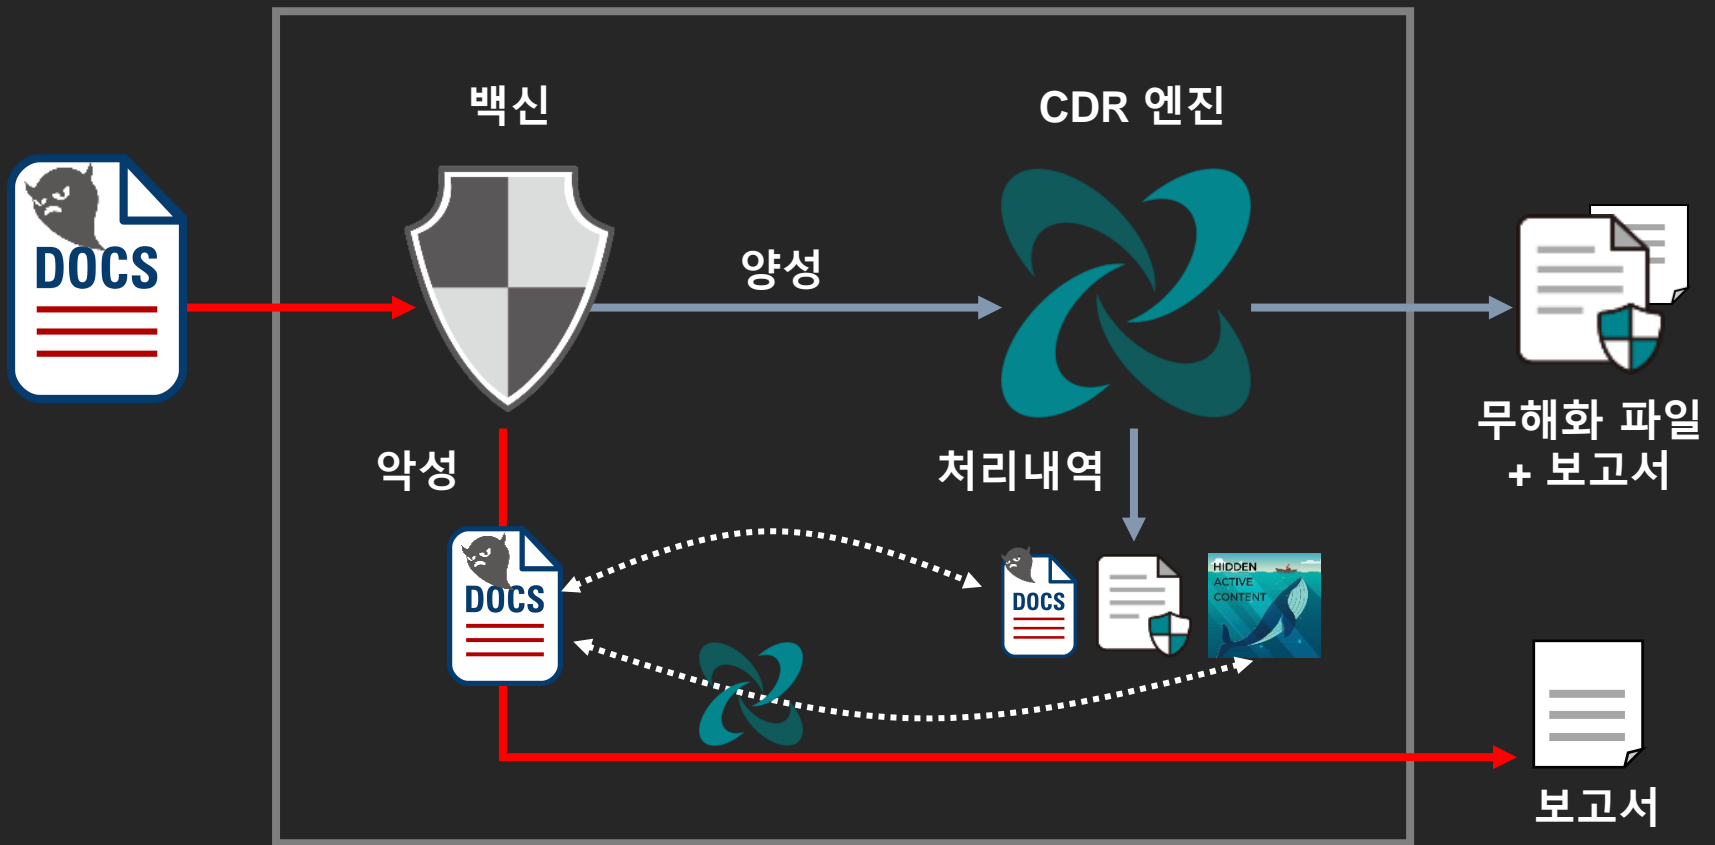 백신
CDR 엔진
DOCS
양성
무해화 파일
+ 보고서
악성
처리내역
DOCS
DOCS
HIDDEN
ACTIVE
CONTENT
보고서